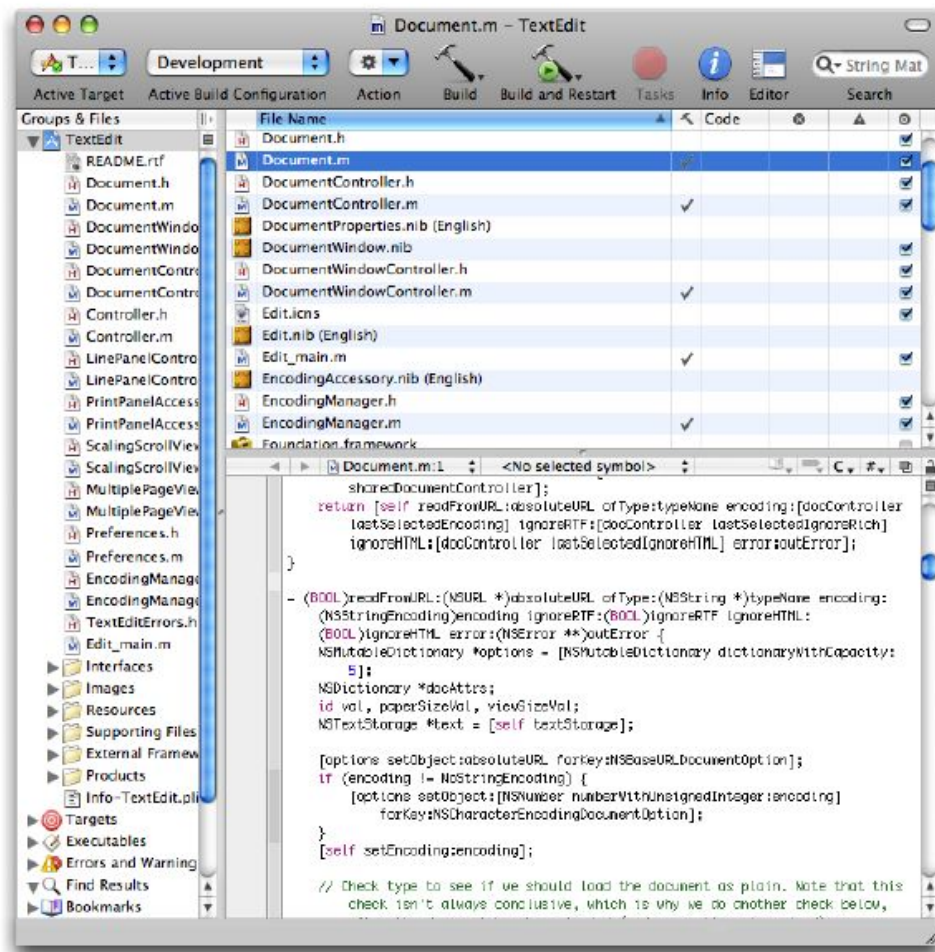 Document.m – TextEdit
T...
Development
String Mat
Active Target
Active Build Configuration
Action
Build
Build and Restart
Tasks
Info
Editor
Search
Groups & Files
TextEdit
README.rtf
Document.h
Document.m
DocumentWindo
DocumentWindo
DocumentContro
DocumentContro
Controller.h
Controller.m
LinePanelContro
LinePanelContro
PrintPanelAccess
PrintPanelAccess
ScalingScrollView
ScalingScrollView
MultiplePageView
MultiplePageView
Preferences.h
Preferences.m
EncodingManage
EncodingManage
TextEditErrors.h
Edit_main.m
Interfaces
Images
Resources
Supporting Files
External Framew
Products
Info-TextEdit.pli
Targets
Executables
Errors and Warning
Find Results
Bookmarks
File Name
Code
Document.h
Document.m
DocumentController.h
DocumentController.m
DocumentProperties.nib (English)
DocumentWindow.nib
DocumentWindowController.h
DocumentWindowController.m
Edit.icns
Edit.nib (English)
Edit_main.m
EncodingAccessory.nib (English)
EncodingManager.h
EncodingManager.m
Foundation.framework
Document.m:1
<No selected symbol>
C
#
sharedDocumentController];
return [self readFromURL:absoluteURL ofType:typeName encoding:[docController
lastSelectedEncoding] ignoreRTF:[docController lastSelectedIgnoreRich]
ignoreHTML:[docController lastSelectedIgnoreHTML] error:outError];
}
- (BOOL)readFromURL:(NSURL *)absoluteURL ofType:(NSString *)typeName encoding:
(NSStringEncoding)encoding ignoreRTF:(BOOL)ignoreRTF ignoreHTML:
(BOOL)ignoreHTML error:(NSError **)outError {
NSMutableDictionary *options = [NSMutableDictionary dictionaryWithCapacity:
5];
NSDictionary *docAttrs;
id val, paperSizeVal, viewSizeVal;
NSTextStorage *text = [self textStorage];
[options setObject:absoluteURL forKey:NSBaseURLDocumentOption];
if (encoding != NoStringEncoding) {
[options setObject:[NSNumber numberWithUnsignedInteger:encoding]
forKey:NSCharacterEncodingDocumentOption];
}
[self setEncoding:encoding];
// Check type to see if we should load the document as plain. Note that this
check isn't always conclusive, which is why we do another check below,